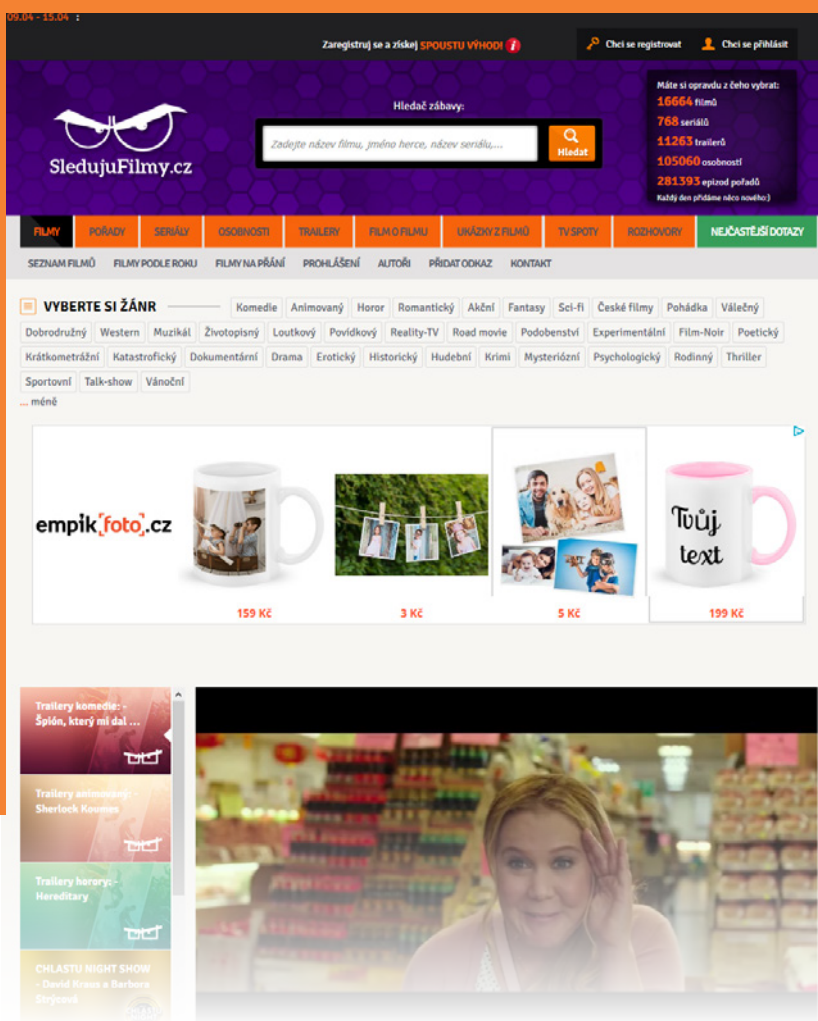 09.04 - 15.04 :
Zaregistruj se a získej SPOUSTU VÝHOD! i
Chci se registrovat
Chci se přihlásit
SledujuFilmy.cz
Hledač zábavy:
Zadejte název filmu, jméno herce, název seriálu,....
Hledat
Máte si opravdu z čeho vybrat:
16664 filmů
768 seriálů
11263 trailerů
105060 osobností
281393 epizod pořadů
Každý den přidáme něco nového:)
FILMY POŘADY SERIÁLY OSOBNOSTI TRAILERY FILM O FILMU UKÁZKY Z FILMŮ TV SPOTY ROZHOVORY NEJČASTĚJŠÍ DOTAZY
SEZNAM FILMŮ FILMY PODLE ROKU FILMY NA PŘÁNÍ PROHLÁŠENÍ AUTOŘI PŘIDAT ODKAZ KONTAKT
VYBERTE SI ŽÁNR Komedie Animovaný Horor Romantický Akční Fantasy Sci-fi České filmy Pohádka Válečný
Dobrodružný Western Muzikál Životopisný Loutkový Povídkový Reality-TV Road movie Podobenství Experimentální Film-Noir Poetický
Krátkometrážní Katastrofický Dokumentární Drama Erotický Historický Hudební Krimi Mysteriózní Psychologický Rodinný Thriller
Sportovní Talk-show Vánoční
... méně
empik[foto].cz
Tvůj
text
159 Kč 3 Kč 5 Kč 199 Kč
Trailery komedie: -
Špión, který mi dal ...
Trailery animovaný: -
Sherlock Koumes
Trailery horory: -
Hereditary
CHLASTU NIGHT SHOW
- David Kraus a Barbora
Strýcová